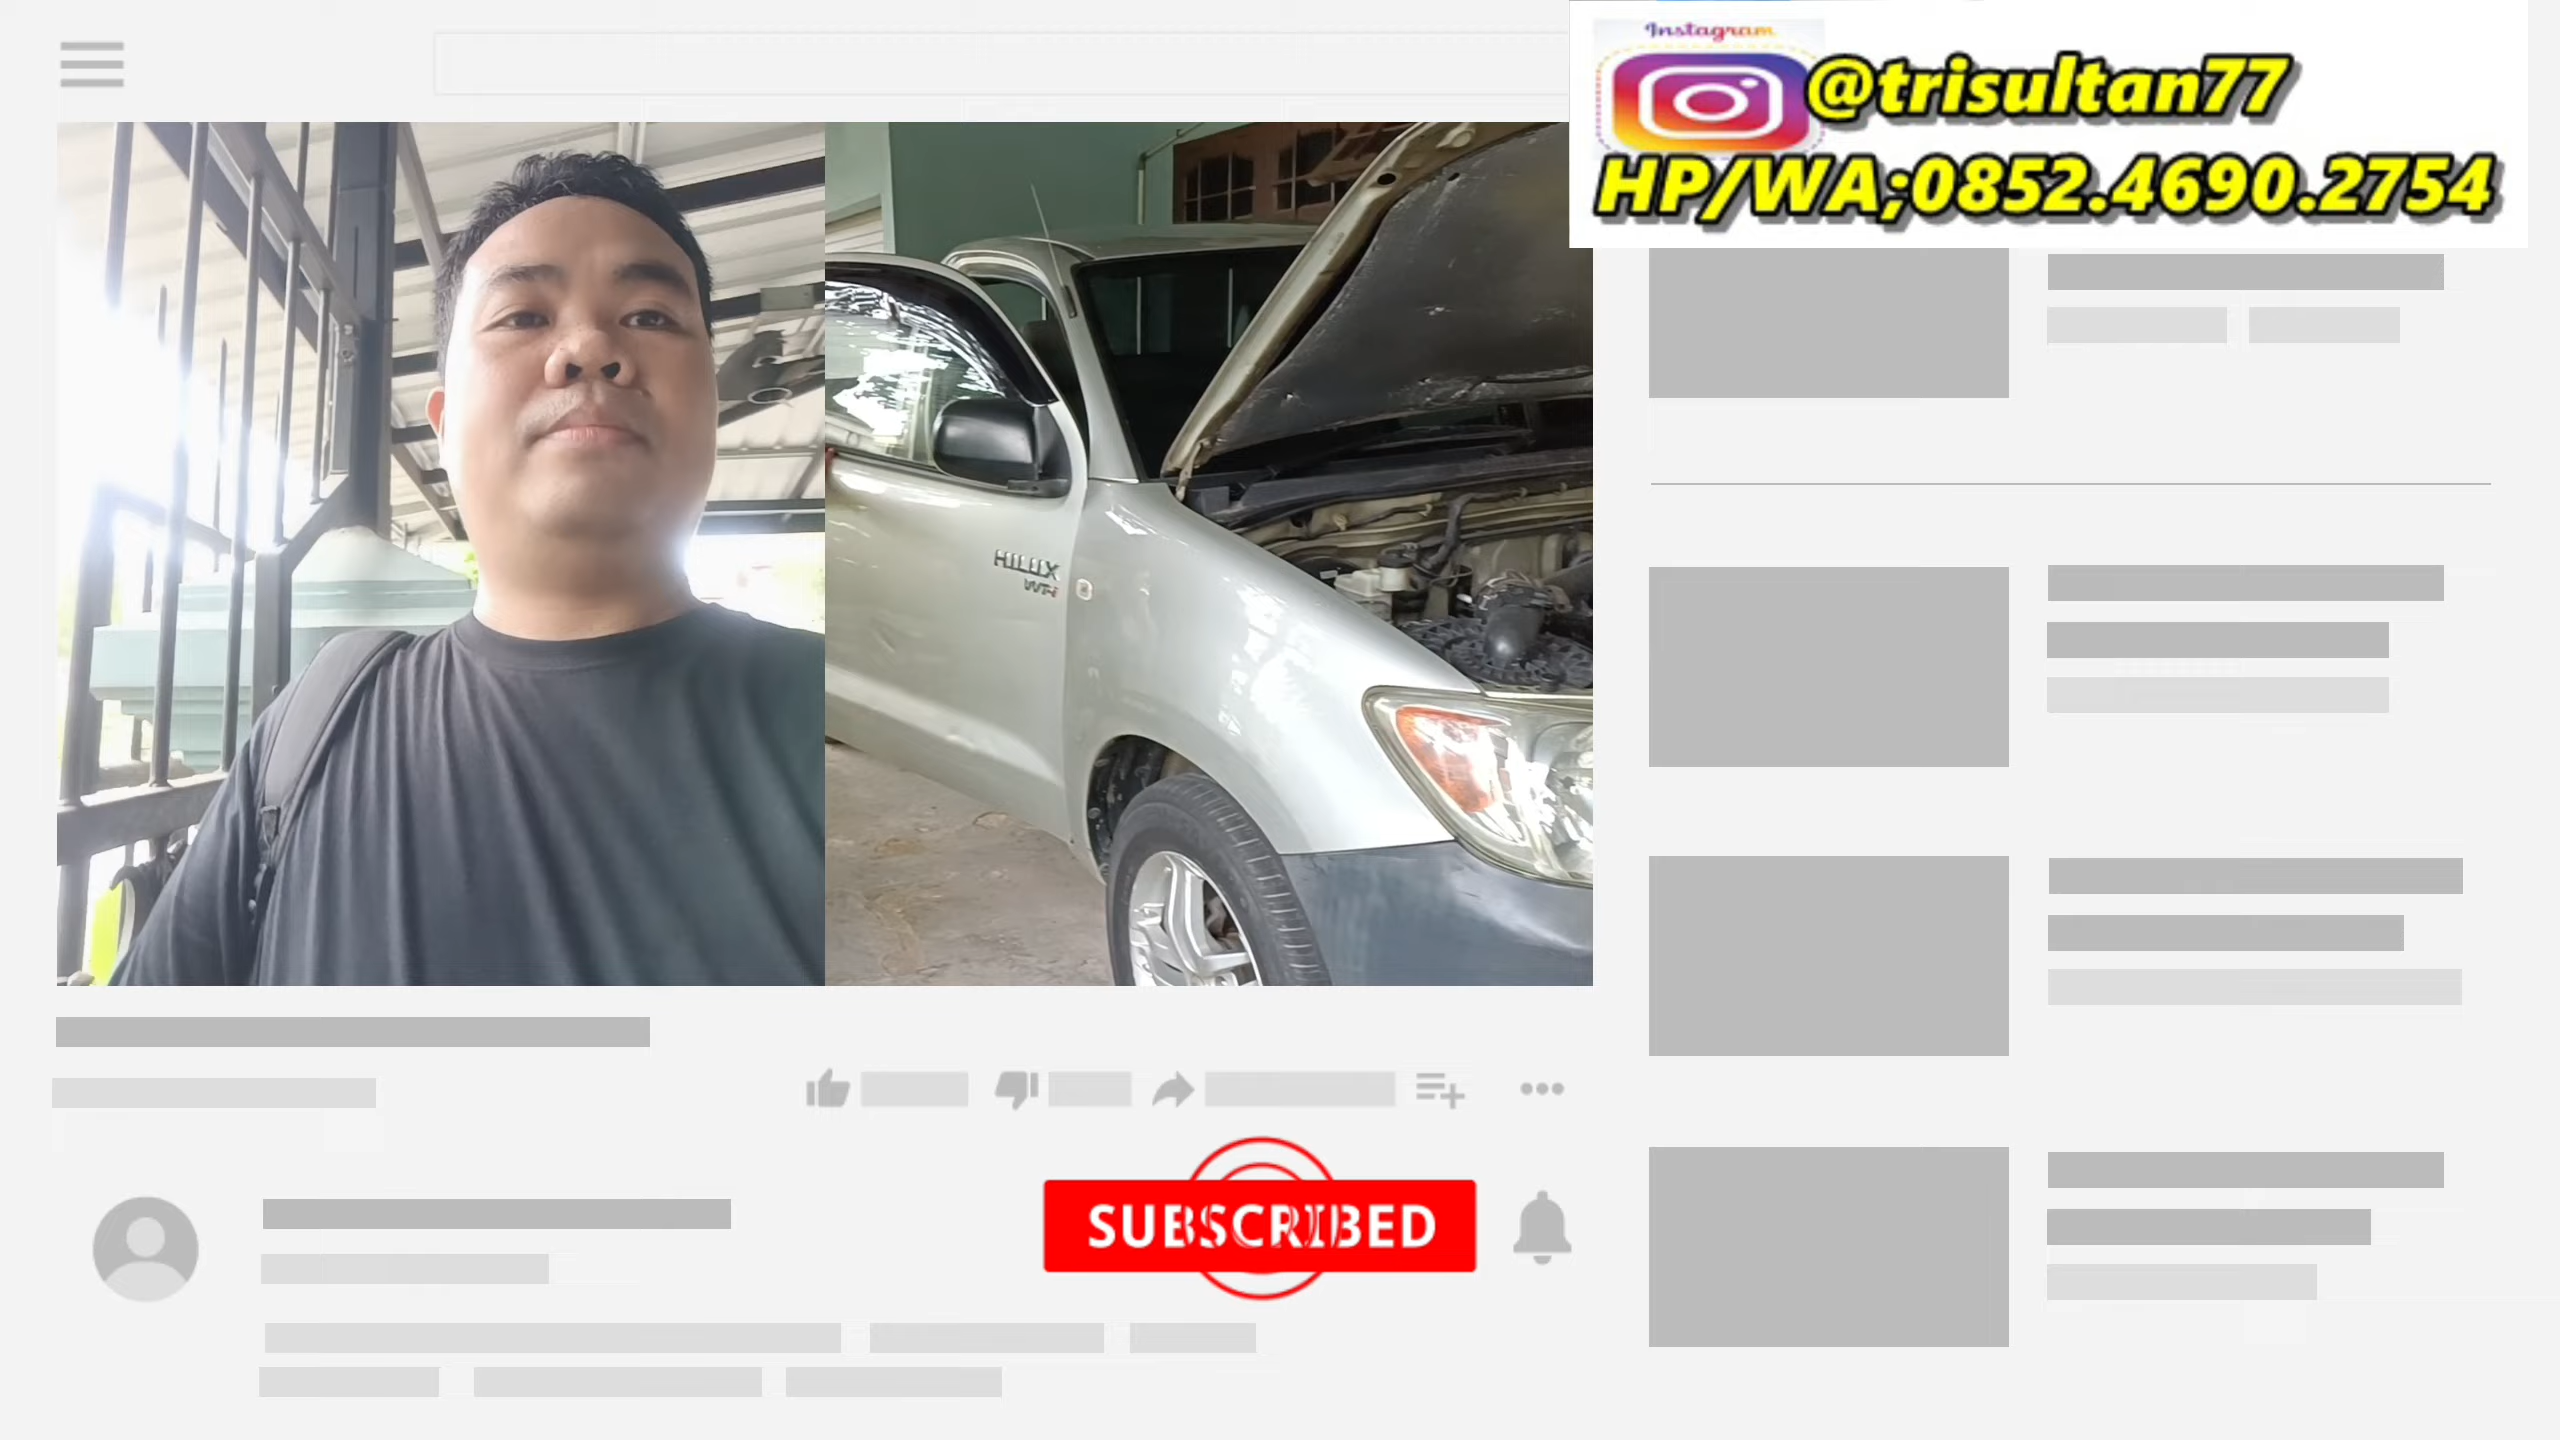 Instagram
@trisultan77
HP/WA;0852.4690.2754
HILUX
VVT-i
SUBSCRIBED